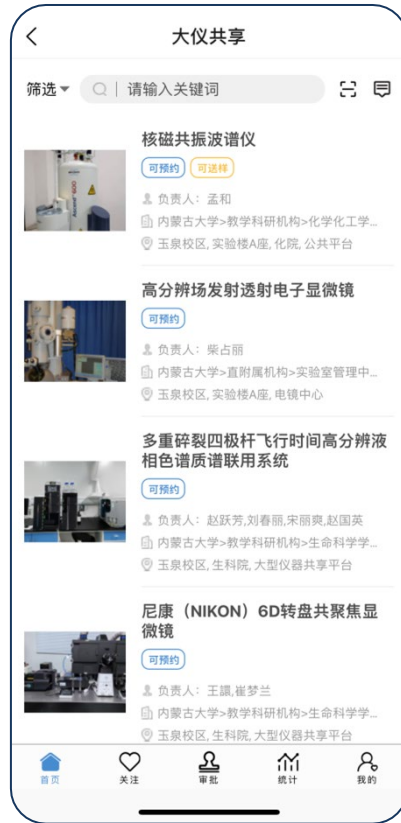 大仪共享
筛选 请输入关键词
核磁共振波谱仪
可预约 可送样
负责人：孟和
内蒙古大学>教学科研机构>化学化工学...
玉泉校区, 实验楼A座, 化院, 公共平台
高分辨场发射透射电子显微镜
可预约
负责人：柴占丽
内蒙古大学>直附属机构>实验室管理中...
玉泉校区, 实验楼A座, 电镜中心
多重碎裂四极杆飞行时间高分辨液
相色谱质谱联用系统
可预约
负责人：赵跃芳,刘春丽,宋丽爽,赵国英
内蒙古大学>教学科研机构>生命科学学...
玉泉校区, 生科院, 大型仪器共享平台
尼康（NIKON）6D转盘共聚焦显
微镜
可预约
负责人：王譞,崔梦兰
内蒙古大学>教学科研机构>生命科学学...
玉泉校区, 生科院, 大型仪器共享平台
首页 关注 审批 统计 我的